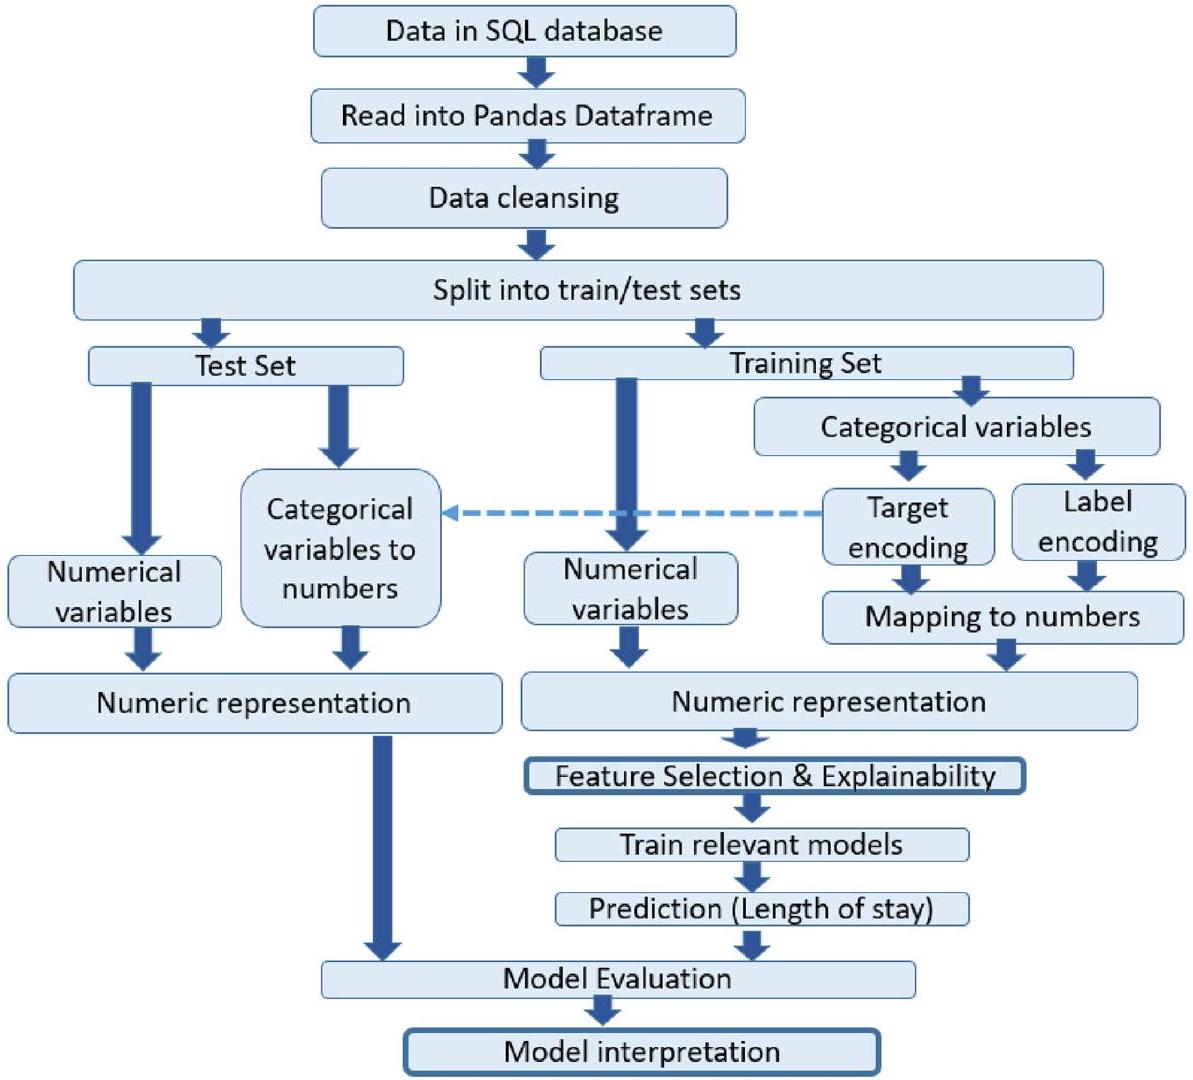 Data in SQL database
Read into Pandas Dataframe
Data cleansing
Split into train/test sets
Test Set
Training Set
Categorical variables
Categorical
variables to
numbers
Target
encoding
Label
encoding
Numerical
variables
Numerical
variables
Mapping to numbers
Numeric representation
Numeric representation
Feature Selection & Explainability
Train relevant models
Prediction (Length of stay)
Model Evaluation
Model interpretation